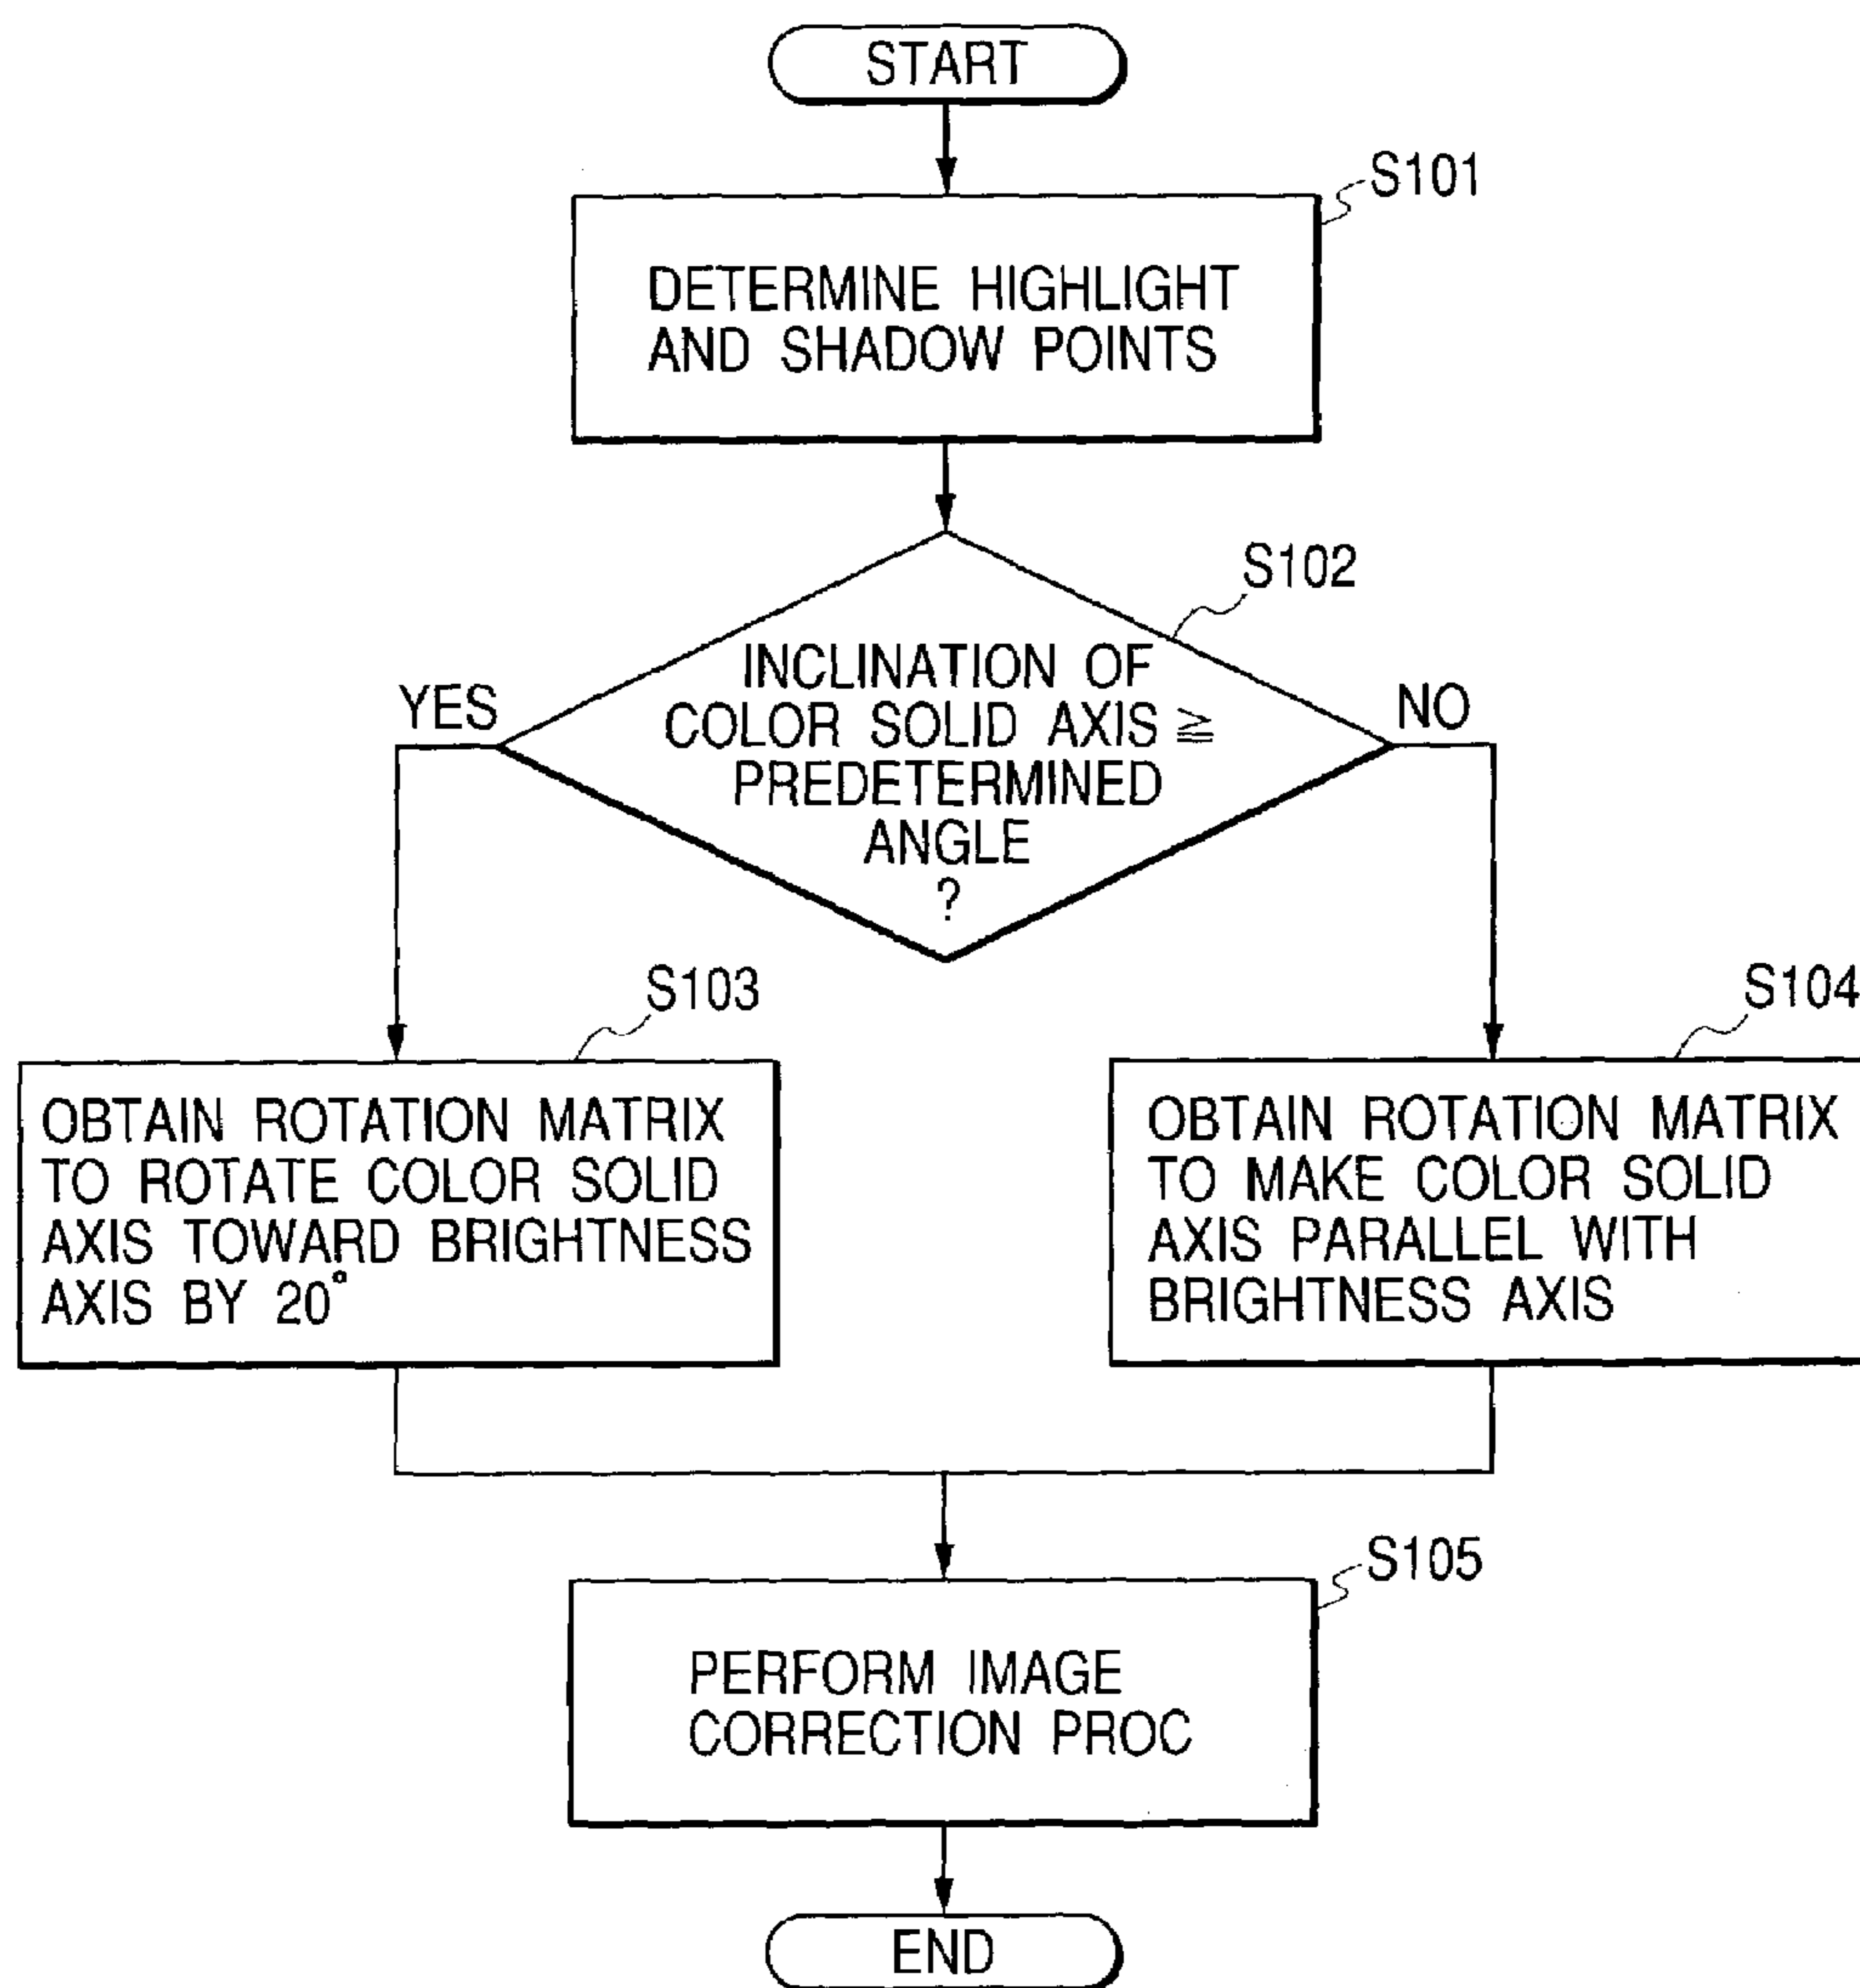 START
S101
DETERMINE HIGHLIGHT
AND SHADOW POINTS
S102
INCLINATION OF
COLOR SOLID AXIS ≧
PREDETERMINED
ANGLE
?
YES
NO
S103
OBTAIN ROTATION MATRIX
TO ROTATE COLOR SOLID
AXIS TOWARD BRIGHTNESS
AXIS BY 20°
S104
OBTAIN ROTATION MATRIX
TO MAKE COLOR SOLID
AXIS PARALLEL WITH
BRIGHTNESS AXIS
S105
PERFORM IMAGE
CORRECTION PROC
END